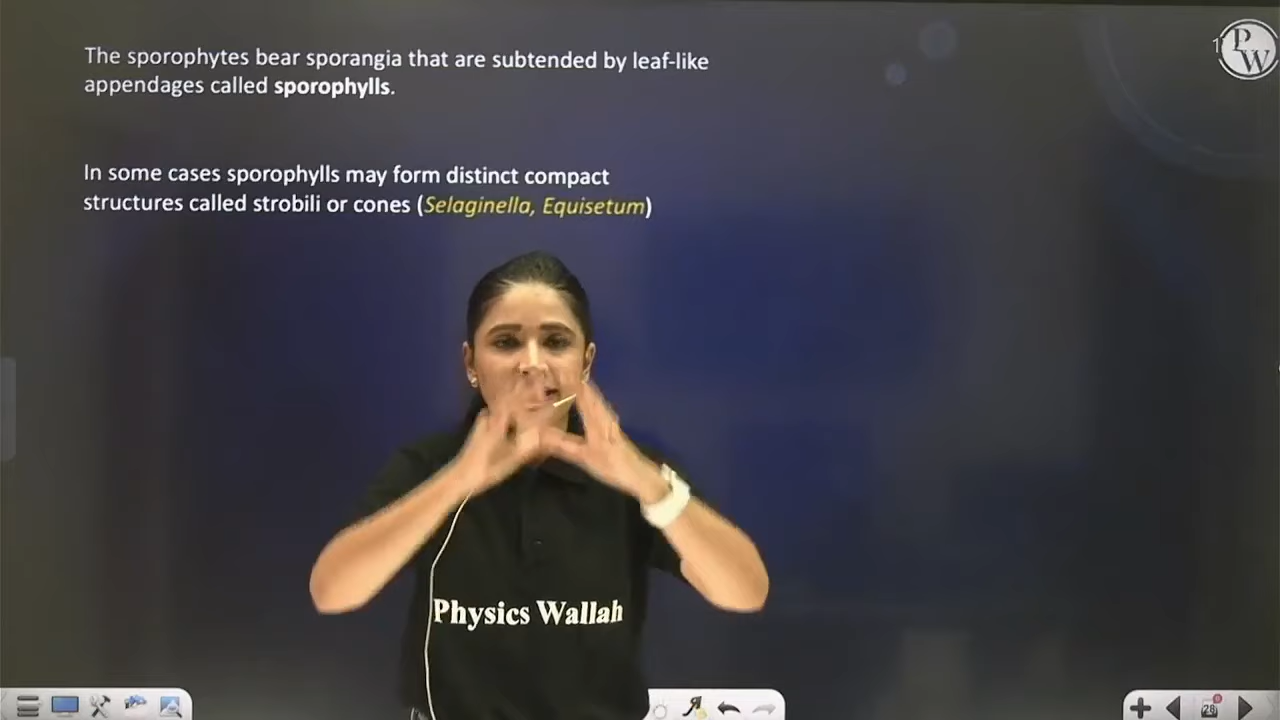 The sporophytes bear sporangia that are subtended by leaf-like
appendages called sporophylls.
In some cases sporophylls may form distinct compact
structures called strobili or cones (Selaginella, Equisetum)
P
W
Physics Wallah
28